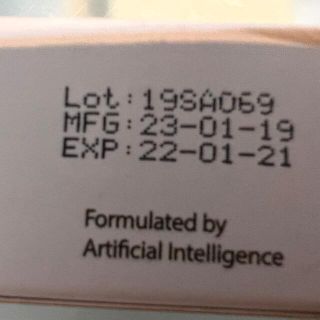 Lot:19SA069
MFG:23-01-19
EXP:22-01-21
Formulated by
Artificial Intelligence